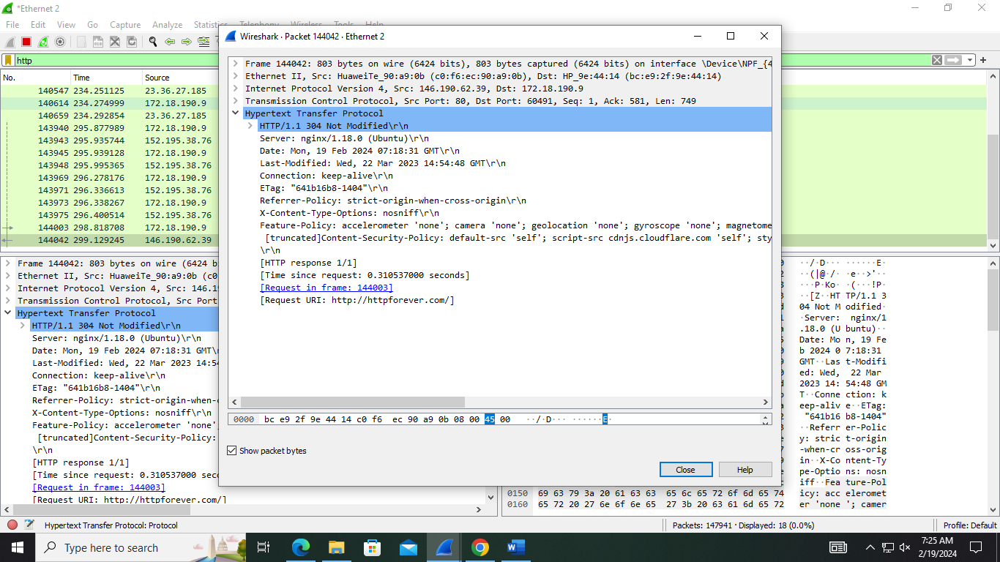 *Ethernet 2
File Edit View Go Capture Analyze Statistics Telephony Wireless Tools Help
http
No. Time Source
140547 234.251125 23.36.27.185
140614 234.274999 172.18.190.9
140659 234.292854 23.36.27.185
143940 295.877989 172.18.190.9
143943 295.935744 152.195.38.76
143945 295.939128 172.18.190.9
143948 295.995365 152.195.38.76
143969 296.278176 172.18.190.9
143971 296.336613 152.195.38.76
143973 296.338267 172.18.190.9
143975 296.400514 152.195.38.76
144003 298.818708 172.18.190.9
144042 299.129245 146.190.62.39
Wireshark · Packet 144042 · Ethernet 2
Frame 144042: 803 bytes on wire (6424 bits), 803 bytes captured (6424 bits) on interface \Device\NPF_{4
Ethernet II, Src: HuaweiTe_90:a9:0b (c0:f6:ec:90:a9:0b), Dst: HP_9e:44:14 (bc:e9:2f:9e:44:14)
Internet Protocol Version 4, Src: 146.190.62.39, Dst: 172.18.190.9
Transmission Control Protocol, Src Port: 80, Dst Port: 60491, Seq: 1, Ack: 581, Len: 749
Hypertext Transfer Protocol
HTTP/1.1 304 Not Modified\r\n
Server: nginx/1.18.0 (Ubuntu)\r\n
Date: Mon, 19 Feb 2024 07:18:31 GMT\r\n
Last-Modified: Wed, 22 Mar 2023 14:54:48 GMT\r\n
Connection: keep-alive\r\n
ETag: "641b16b8-1404"\r\n
Referrer-Policy: strict-origin-when-cross-origin\r\n
X-Content-Type-Options: nosniff\r\n
Feature-Policy: accelerometer 'none'; camera 'none'; geolocation 'none'; gyroscope 'none'; magnetome
[truncated]Content-Security-Policy: default-src 'self'; script-src cdnjs.cloudflare.com 'self'; sty
\r\n
[HTTP response 1/1]
[Time since request: 0.310537000 seconds]
[Request in frame: 144003]
[Request URI: http://httpforever.com/]
0000 bc e9 2f 9e 44 14 c0 f6 ec 90 a9 0b 08 00 45 00 ··/·D··· ······E·
Show packet bytes
Close Help
Frame 144042: 803 bytes on wire (6424 b
Ethernet II, Src: HuaweiTe_90:a9:0b (c0
Internet Protocol Version 4, Src: 146.1
Transmission Control Protocol, Src Port
Hypertext Transfer Protocol
HTTP/1.1 304 Not Modified\r\n
Server: nginx/1.18.0 (Ubuntu)\r\n
Date: Mon, 19 Feb 2024 07:18:31 GMT\
Last-Modified: Wed, 22 Mar 2023 14:54
Connection: keep-alive\r\n
ETag: "641b16b8-1404"\r\n
Referrer-Policy: strict-origin-when-
X-Content-Type-Options: nosniff\r\n
Feature-Policy: accelerometer 'none'
[truncated]Content-Security-Policy:
\r\n
[HTTP response 1/1]
[Time since request: 0.310537000 seco
[Request in frame: 144003]
[Request URI: http://httpforever.com/]
··/·D··· ······E·
·(|@·/· ·e··>'··
···P·Ko ··(···!P
··[Z··HT TP/1.1 3
04 Not M odified·
·Server: nginx/1
.18.0 (U buntu)··
Date: Mo n, 19 Fe
b 2024 0 7:18:31
GMT··Las t-Modifi
ed: Wed, 22 Mar
2023 14: 54:48 GM
T··Conne ction: k
eep-aliv e··ETag:
"641b16 b8-1404"
··Referr er-Polic
y: stric t-origin
-when-cr oss-orig
in··X-Co ntent-Ty
pe-Optio ns: nosn
iff··Fea ture-Pol
0150 69 63 79 3a 20 61 63 63 65 6c 65 72 6f 6d 65 74 icy: acc eleromet
0160 65 72 20 27 6e 6f 6e 65 27 3b 20 63 61 6d 65 72 er 'none '; camer
Hypertext Transfer Protocol: Protocol
Packets: 147941 · Displayed: 18 (0.0%)
Profile: Default
Type here to search
7:25 AM
2/19/2024